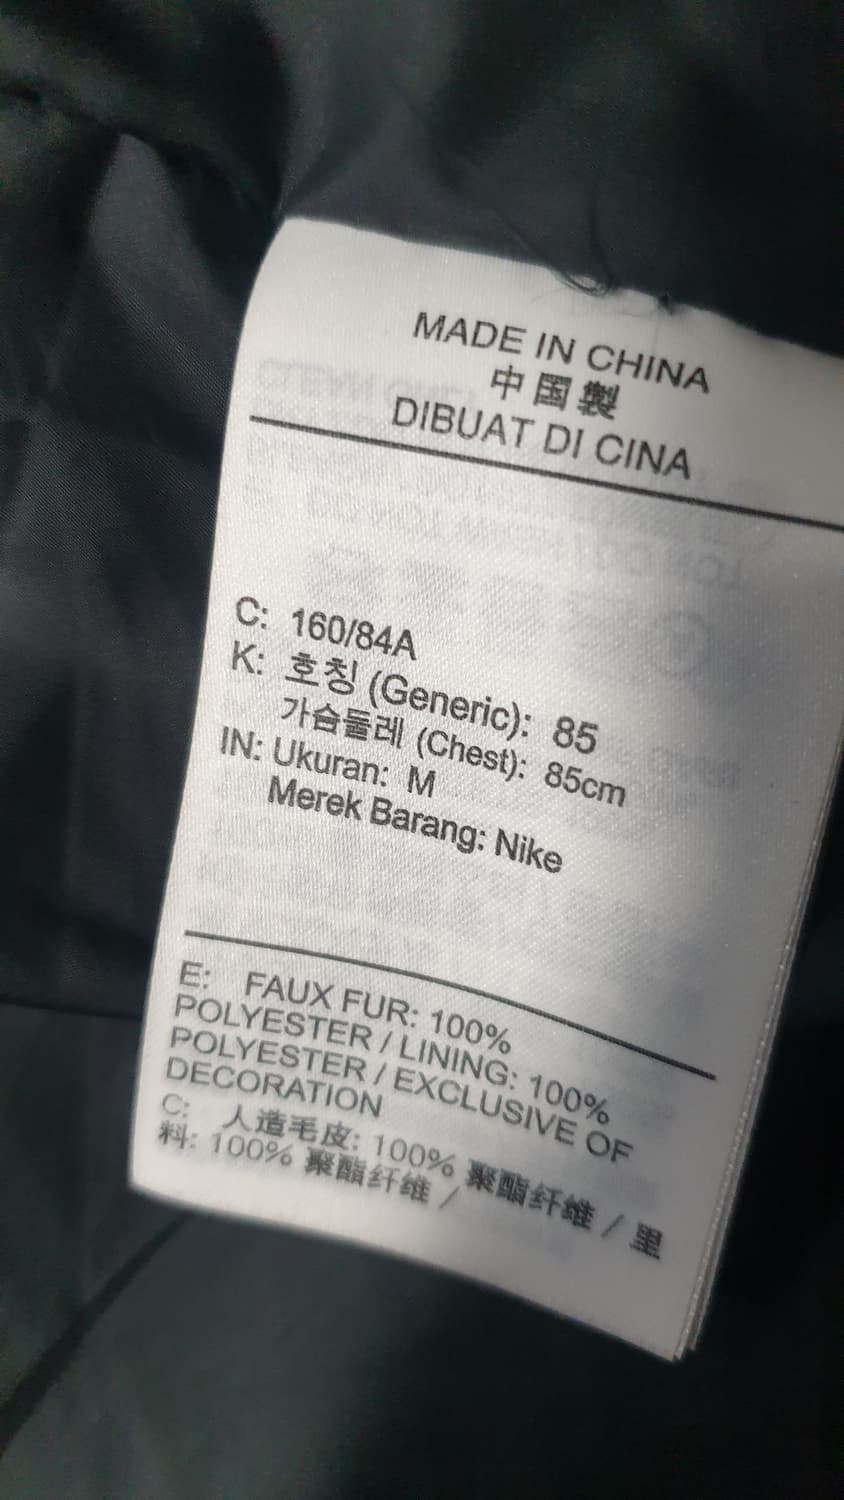 MADE IN CHINA
中国製
DIBUAT DI CINA
C: 160/84A
K: 호칭 (Generic): 85
가슴둘레 (Chest): 85cm
IN: Ukuran: M
Merek Barang: Nike
E: FAUX FUR: 100%
POLYESTER / LINING: 100%
POLYESTER / EXCLUSIVE OF
DECORATION
C: 人造毛皮: 100% 聚酯纤维 / 里
料: 100% 聚酯纤维 /